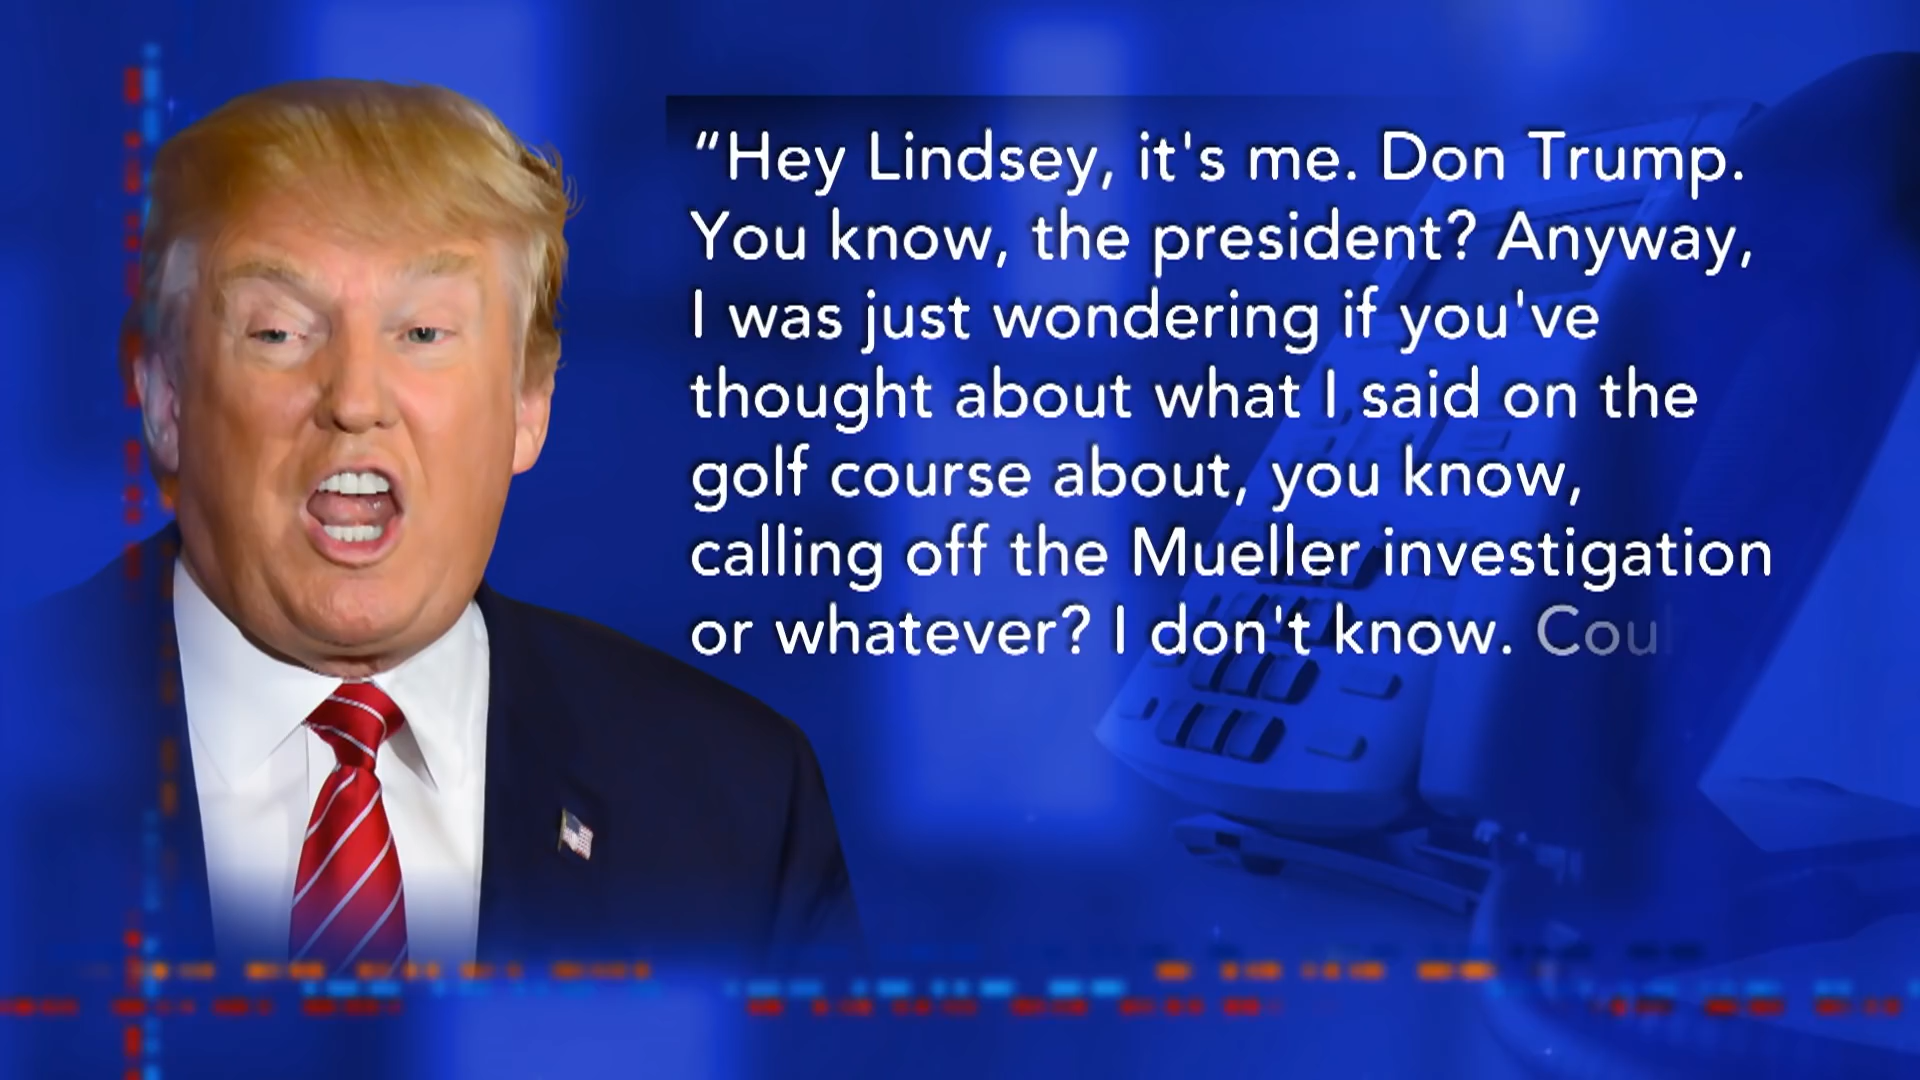 “Hey Lindsey, it's me. Don Trump.
You know, the president? Anyway,
I was just wondering if you've
thought about what I said on the
golf course about, you know,
calling off the Mueller investigation
or whatever? I don't know. Coul